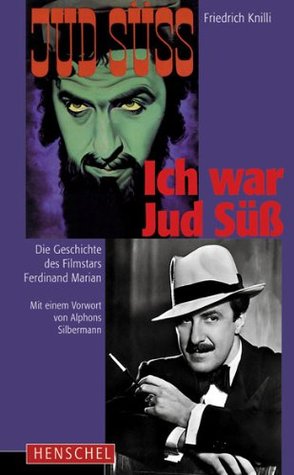 JUD SÜSS
Friedrich Knilli
Ich war
Jud Süß
Die Geschichte
des Filmstars
Ferdinand Marian
Mit einem Vorwort
von Alphons
Silbermann
HENSCHEL